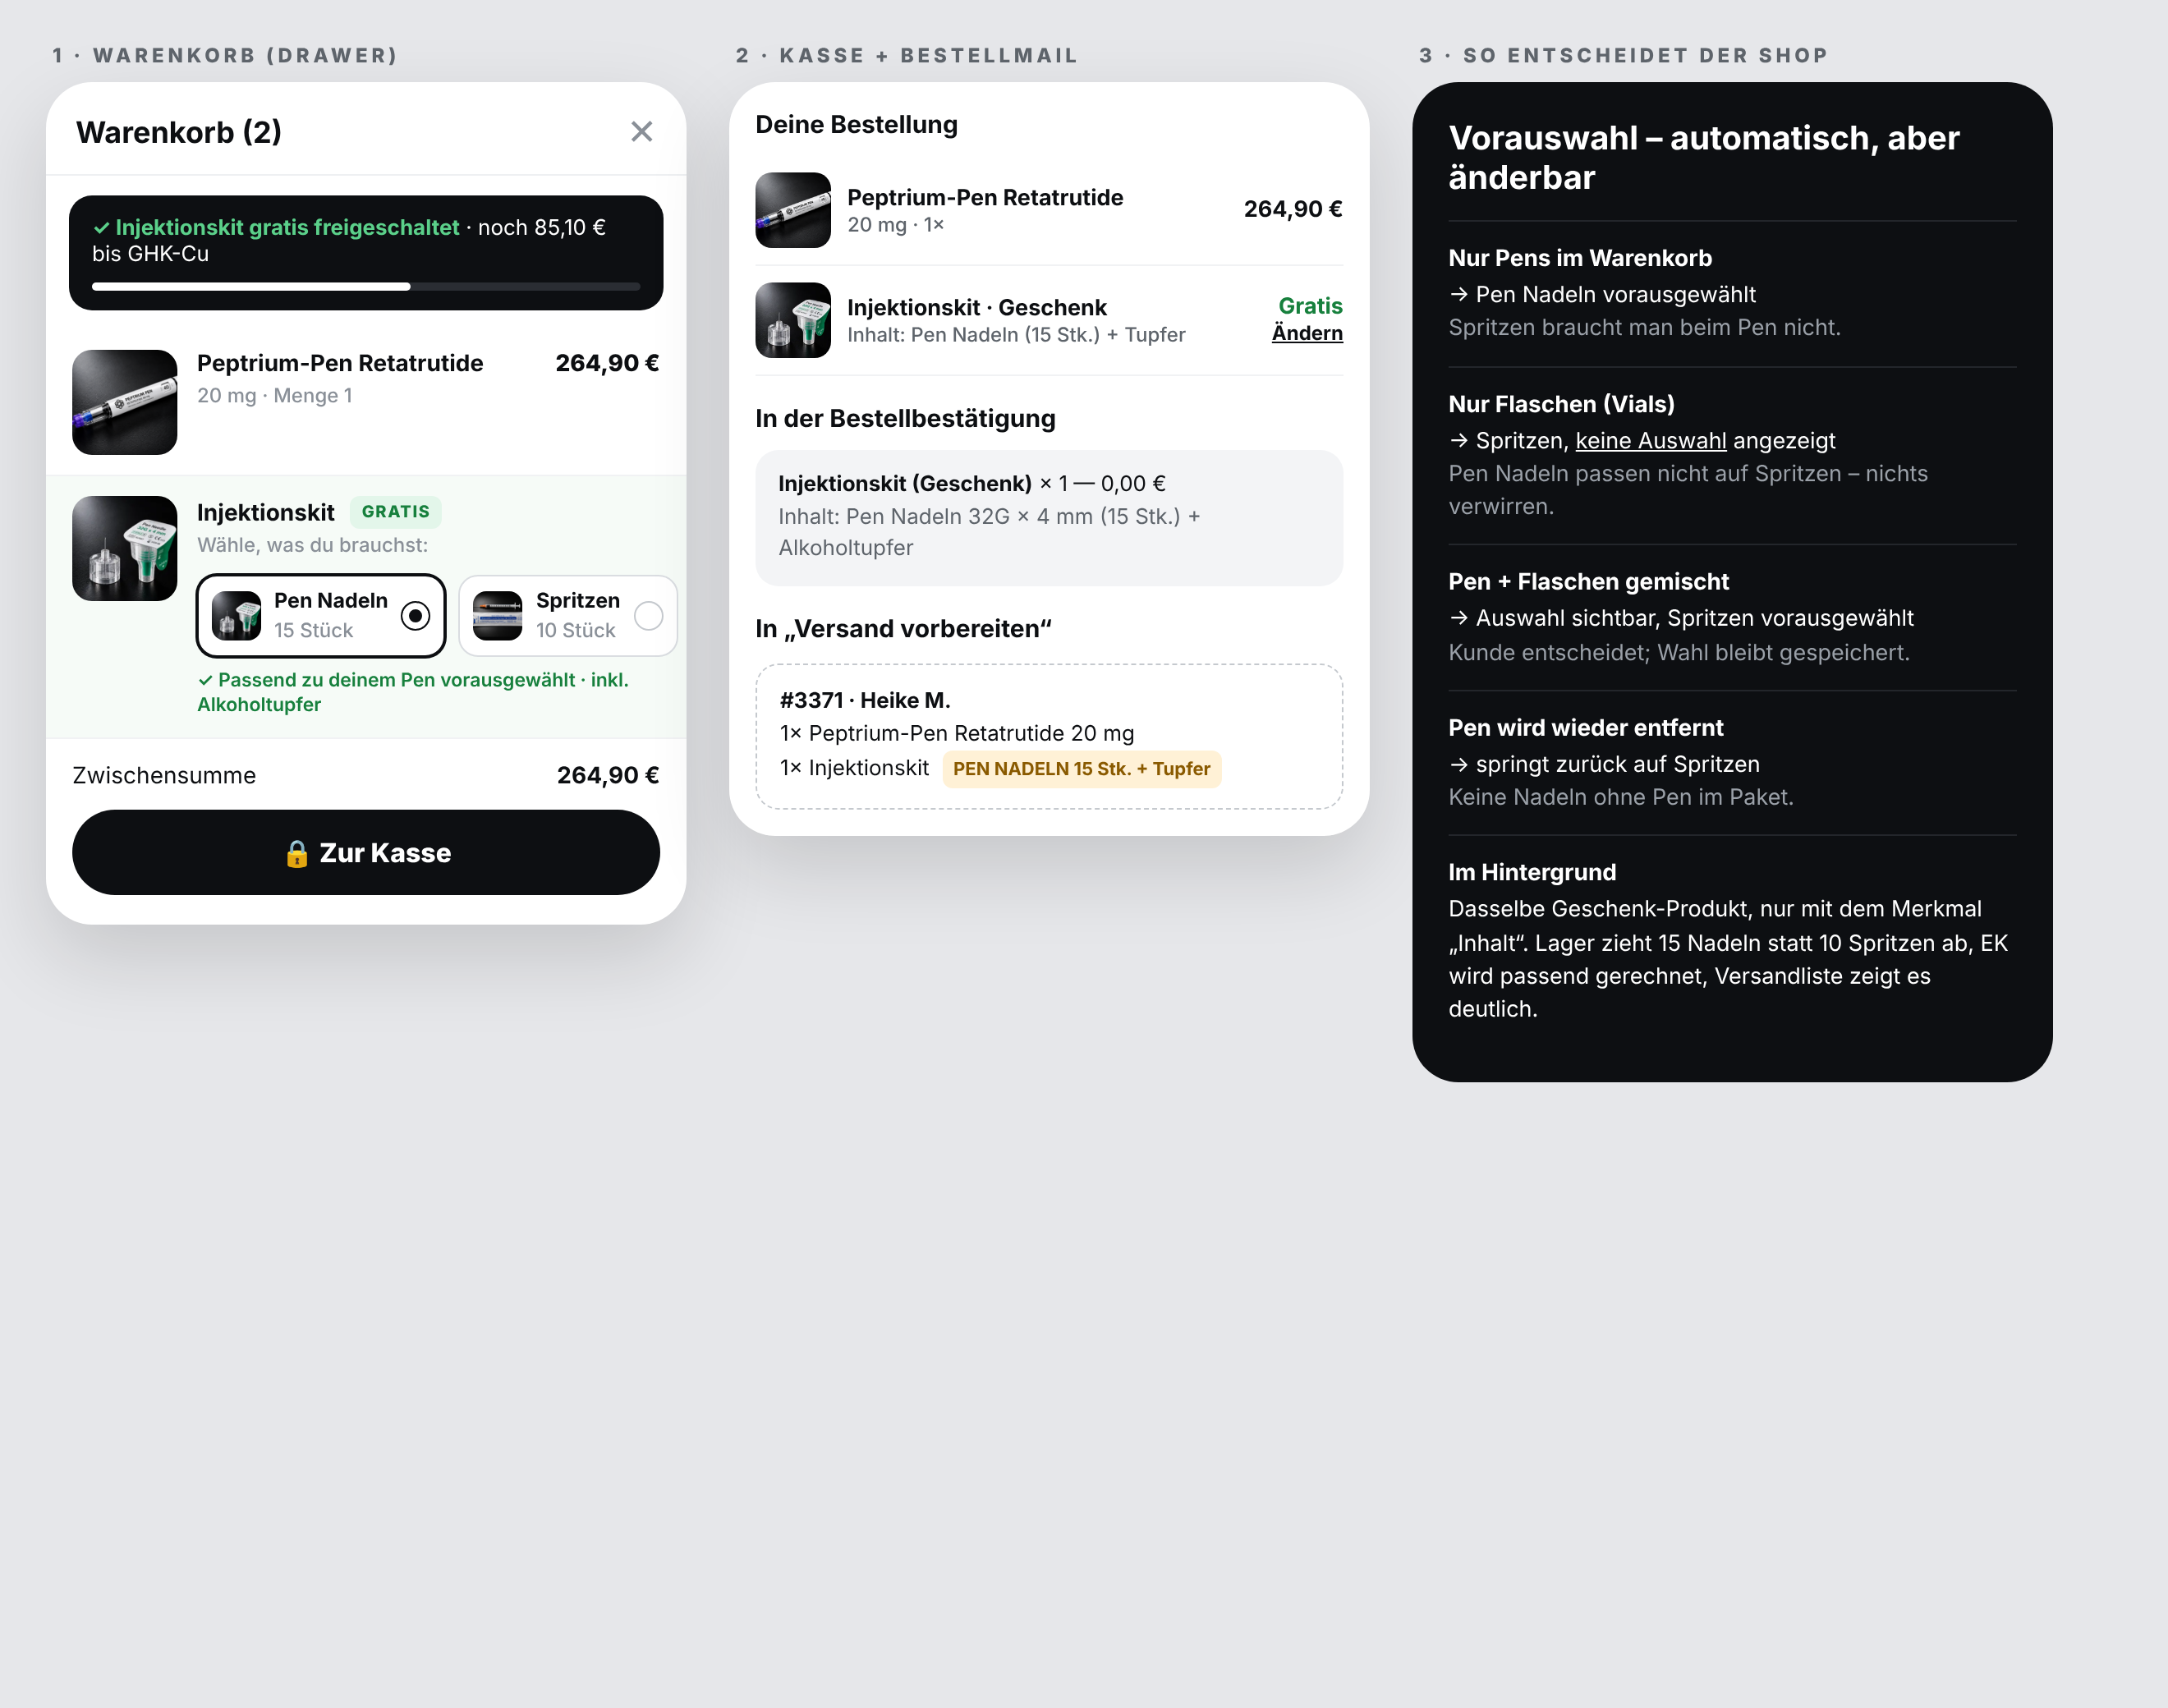 1 · WARENKORB (DRAWER)
Warenkorb (2)
✓ Injektionskit gratis freigeschaltet · noch 85,10 €
bis GHK-Cu
Peptrium-Pen Retatrutide 264,90 €
20 mg · Menge 1
Injektionskit GRATIS
Wähle, was du brauchst:
Pen Nadeln
15 Stück
Spritzen
10 Stück
✓ Passend zu deinem Pen vorausgewählt · inkl.
Alkoholtupfer
Zwischensumme 264,90 €
🔒 Zur Kasse
2 · KASSE + BESTELLMAIL
Deine Bestellung
Peptrium-Pen Retatrutide 264,90 €
20 mg · 1×
Injektionskit · Geschenk Gratis
Inhalt: Pen Nadeln (15 Stk.) + Tupfer Ändern
In der Bestellbestätigung
Injektionskit (Geschenk) × 1 — 0,00 €
Inhalt: Pen Nadeln 32G × 4 mm (15 Stk.) +
Alkoholtupfer
In „Versand vorbereiten“
#3371 · Heike M.
1× Peptrium-Pen Retatrutide 20 mg
1× Injektionskit PEN NADELN 15 Stk. + Tupfer
3 · SO ENTSCHEIDET DER SHOP
Vorauswahl – automatisch, aber
änderbar
Nur Pens im Warenkorb
→ Pen Nadeln vorausgewählt
Spritzen braucht man beim Pen nicht.
Nur Flaschen (Vials)
→ Spritzen, keine Auswahl angezeigt
Pen Nadeln passen nicht auf Spritzen – nichts
verwirren.
Pen + Flaschen gemischt
→ Auswahl sichtbar, Spritzen vorausgewählt
Kunde entscheidet; Wahl bleibt gespeichert.
Pen wird wieder entfernt
→ springt zurück auf Spritzen
Keine Nadeln ohne Pen im Paket.
Im Hintergrund
Dasselbe Geschenk-Produkt, nur mit dem Merkmal
„Inhalt“. Lager zieht 15 Nadeln statt 10 Spritzen ab, EK
wird passend gerechnet, Versandliste zeigt es
deutlich.